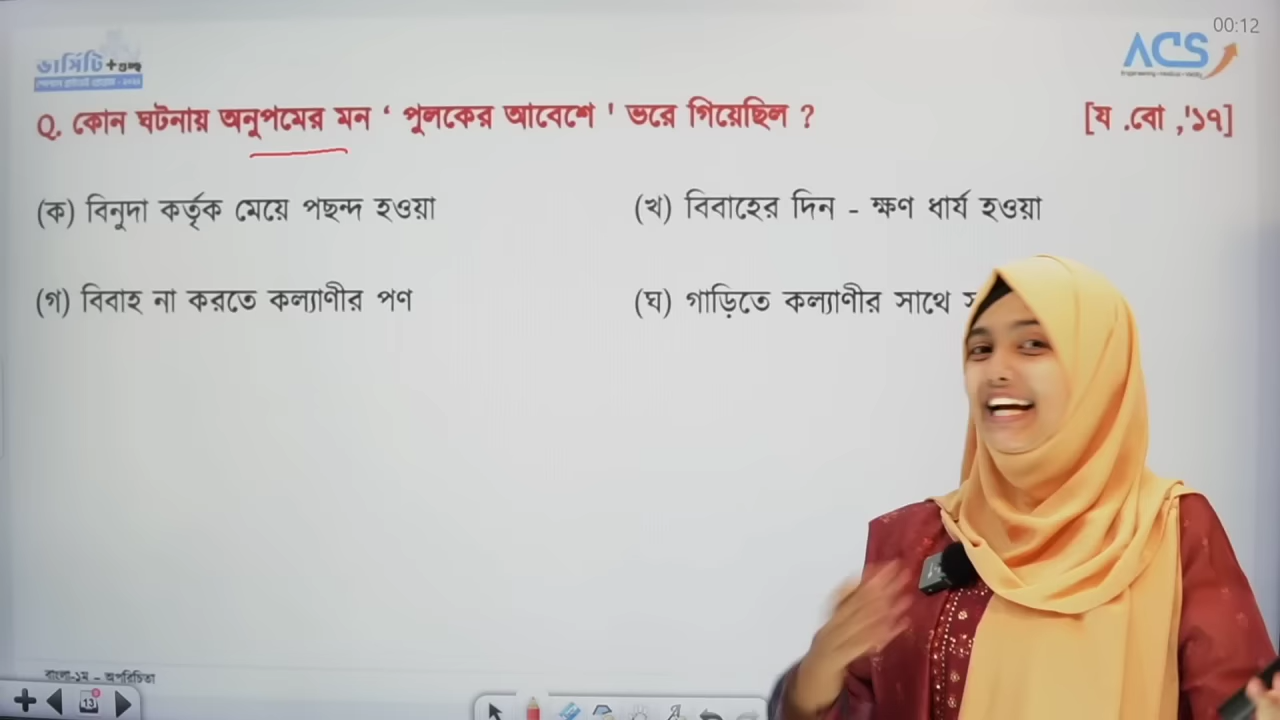 00:12
ভার্সিটি
ACS
Q. কোন ঘটনায় অনুপমের মন ‘ পুলকের আবেশে ' ভরে গিয়েছিল ? [য .বো ,'১৭]
(ক) বিনুদা কর্তৃক মেয়ে পছন্দ হওয়া (খ) বিবাহের দিন - ক্ষণ ধার্য হওয়া
(গ) বিবাহ না করতে কল্যাণীর পণ (ঘ) গাড়িতে কল্যাণীর সাথে
বাংলা-১ম – অপরিচিতা
13